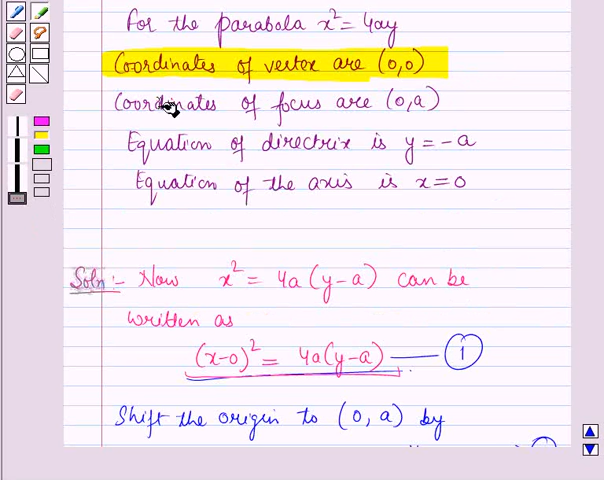 For the parabola x² = 4ay
Coordinates of vertex are (0,0)
Coordinates of focus are (0,a)
Equation of directrix is y = -a
Equation of the axis is x = 0
Soln:- Now x² = 4a(y-a) can be
written as
(x-0)² = 4a(y-a) —— 1
Shift the origin to (0,a) by